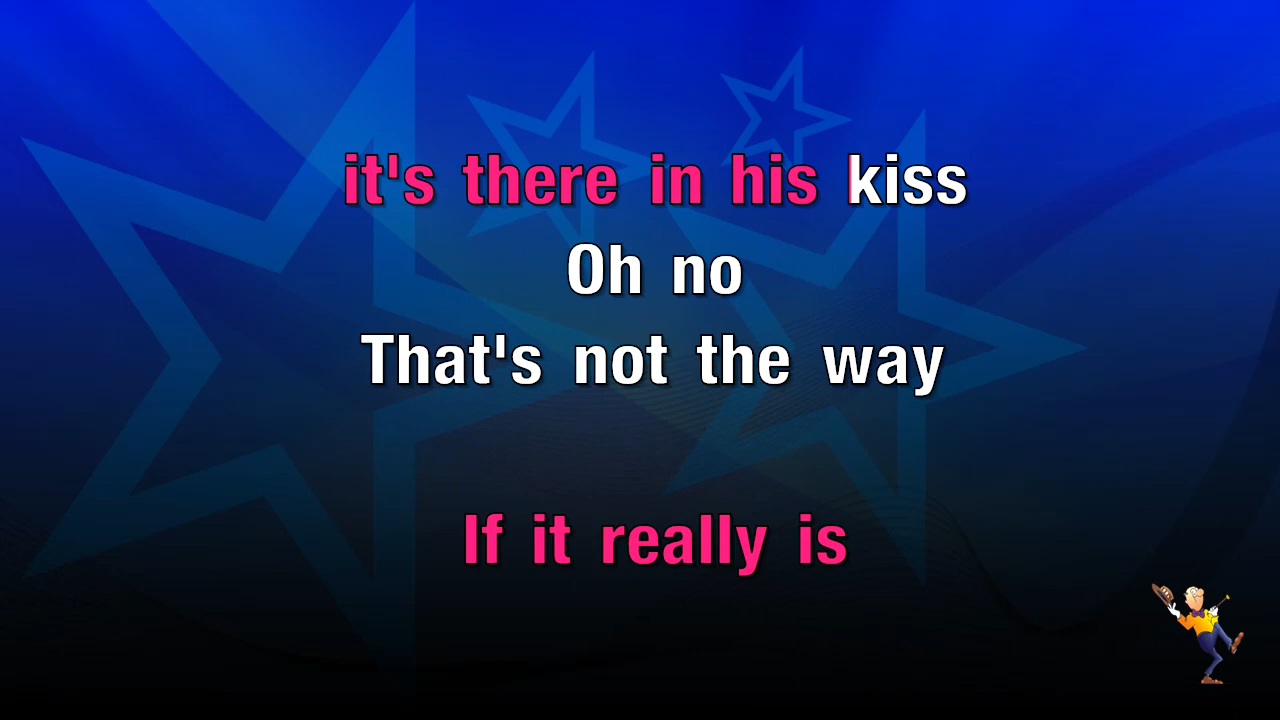 it's there in his kiss
Oh no
That's not the way
If it really is